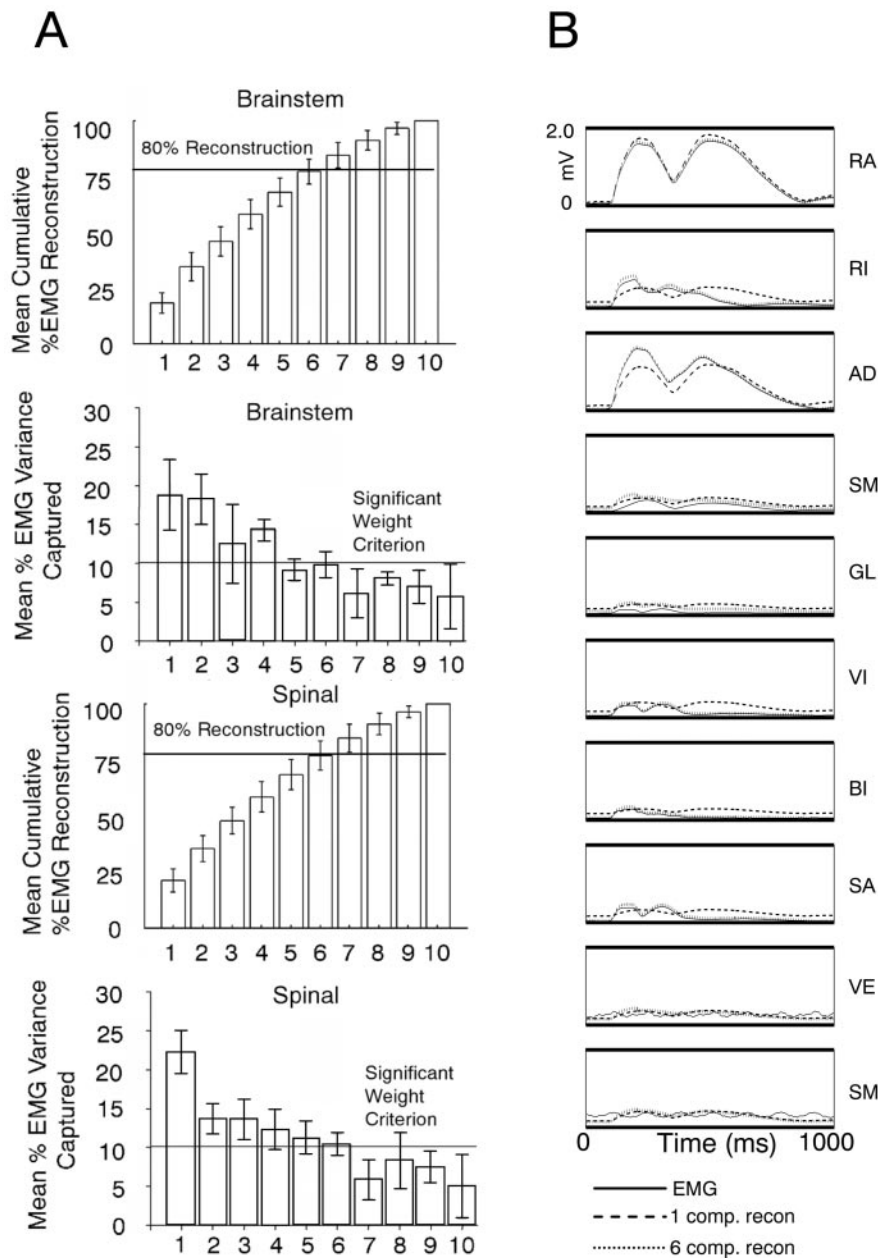 A
Brainstem
Mean Cumulative
%EMG Reconstruction
100
75
50
25
0
80% Reconstruction
1 2 3 4 5 6 7 8 9 10
Brainstem
Mean % EMG Variance
Captured
30
25
20
15
10
5
0
Significant
Weight
Criterion
1 2 3 4 5 6 7 8 9 10
Spinal
Mean Cumulative
%EMG Reconstruction
100
75
50
25
0
80% Reconstruction
1 2 3 4 5 6 7 8 9 10
Spinal
Mean % EMG Variance
Captured
30
25
20
15
10
5
0
Significant
Weight
Criterion
1 2 3 4 5 6 7 8 9 10
B
2.0
mV
0
RA
RI
AD
SM
GL
VI
BI
SA
VE
SM
0 Time (ms) 1000
EMG
1 comp. recon
6 comp. recon